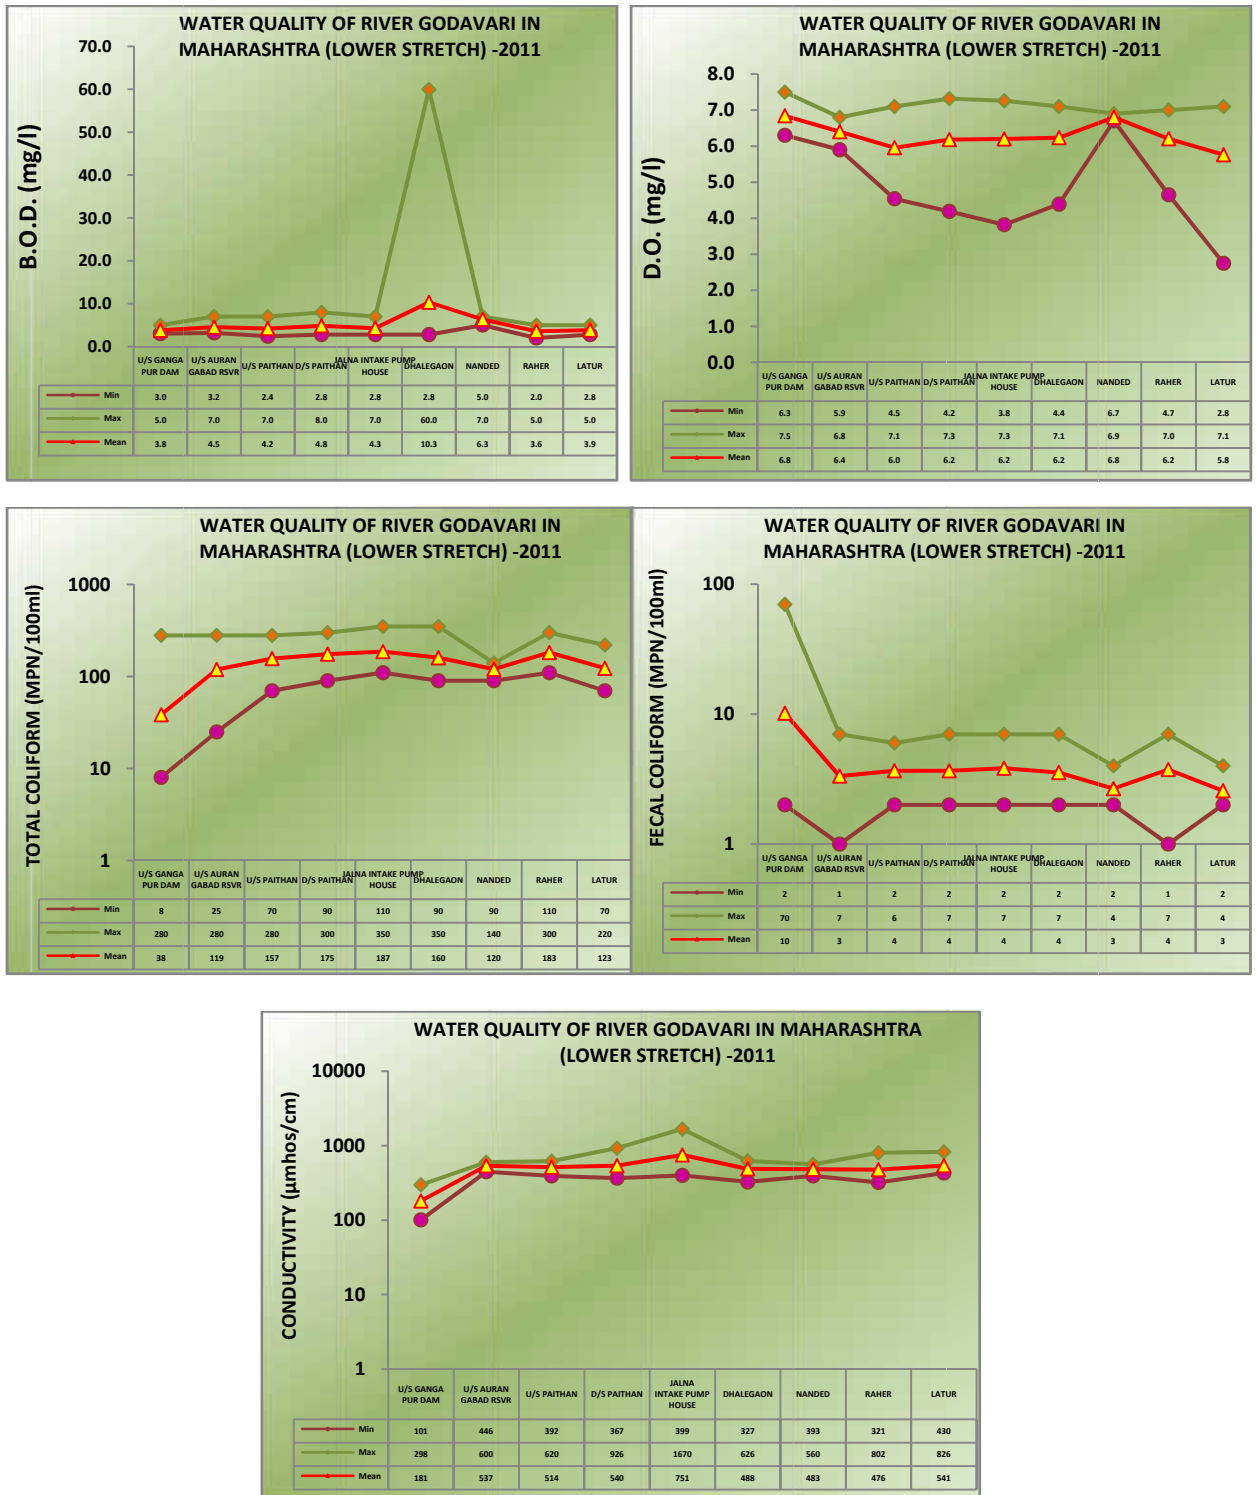 WATER QUALITY OF RIVER GODAVARI IN
MAHARASHTRA (LOWER STRETCH) -2011
B.O.D. (mg/l)
70.0
60.0
50.0
40.0
30.0
20.0
10.0
0.0
U/S GANGA PUR DAM U/S AURAN GABAD RSVR U/S PAITHAN D/S PAITHAN JALNA INTAKE PUMP HOUSE DHALEGAON NANDED RAHER LATUR
Min 3.0 3.2 2.4 2.8 2.8 2.8 5.0 2.0 2.8
Max 5.0 7.0 7.0 8.0 7.0 60.0 7.0 5.0 5.0
Mean 3.8 4.5 4.2 4.8 4.3 10.3 6.3 3.6 3.9
WATER QUALITY OF RIVER GODAVARI IN
MAHARASHTRA (LOWER STRETCH) -2011
D.O. (mg/l)
8.0
7.0
6.0
5.0
4.0
3.0
2.0
1.0
0.0
U/S GANGA PUR DAM U/S AURAN GABAD RSVR U/S PAITHAN D/S PAITHAN JALNA INTAKE PUMP HOUSE DHALEGAON NANDED RAHER LATUR
Min 6.3 5.9 4.5 4.2 3.8 4.4 6.7 4.7 2.8
Max 7.5 6.8 7.1 7.3 7.3 7.1 6.9 7.0 7.1
Mean 6.8 6.4 6.0 6.2 6.2 6.2 6.8 6.2 5.8
WATER QUALITY OF RIVER GODAVARI IN
MAHARASHTRA (LOWER STRETCH) -2011
TOTAL COLIFORM (MPN/100ml)
1000
100
10
1
U/S GANGA PUR DAM U/S AURAN GABAD RSVR U/S PAITHAN D/S PAITHAN JALNA INTAKE PUMP HOUSE DHALEGAON NANDED RAHER LATUR
Min 8 25 70 90 110 90 90 110 70
Max 280 280 280 300 350 350 140 300 220
Mean 38 119 157 175 187 160 120 183 123
WATER QUALITY OF RIVER GODAVARI IN
MAHARASHTRA (LOWER STRETCH) -2011
FECAL COLIFORM (MPN/100ml)
100
10
1
U/S GANGA PUR DAM U/S AURAN GABAD RSVR U/S PAITHAN D/S PAITHAN JALNA INTAKE PUMP HOUSE DHALEGAON NANDED RAHER LATUR
Min 2 1 2 2 2 2 2 1 2
Max 70 7 6 7 7 7 4 7 4
Mean 10 3 4 4 4 4 3 4 3
WATER QUALITY OF RIVER GODAVARI IN MAHARASHTRA
(LOWER STRETCH) -2011
CONDUCTIVITY (µmhos/cm)
10000
1000
100
10
1
U/S GANGA PUR DAM U/S AURAN GABAD RSVR U/S PAITHAN D/S PAITHAN JALNA INTAKE PUMP HOUSE DHALEGAON NANDED RAHER LATUR
Min 101 446 392 367 399 327 393 321 430
Max 298 600 620 926 1670 626 560 802 826
Mean 181 537 514 540 751 488 483 476 541